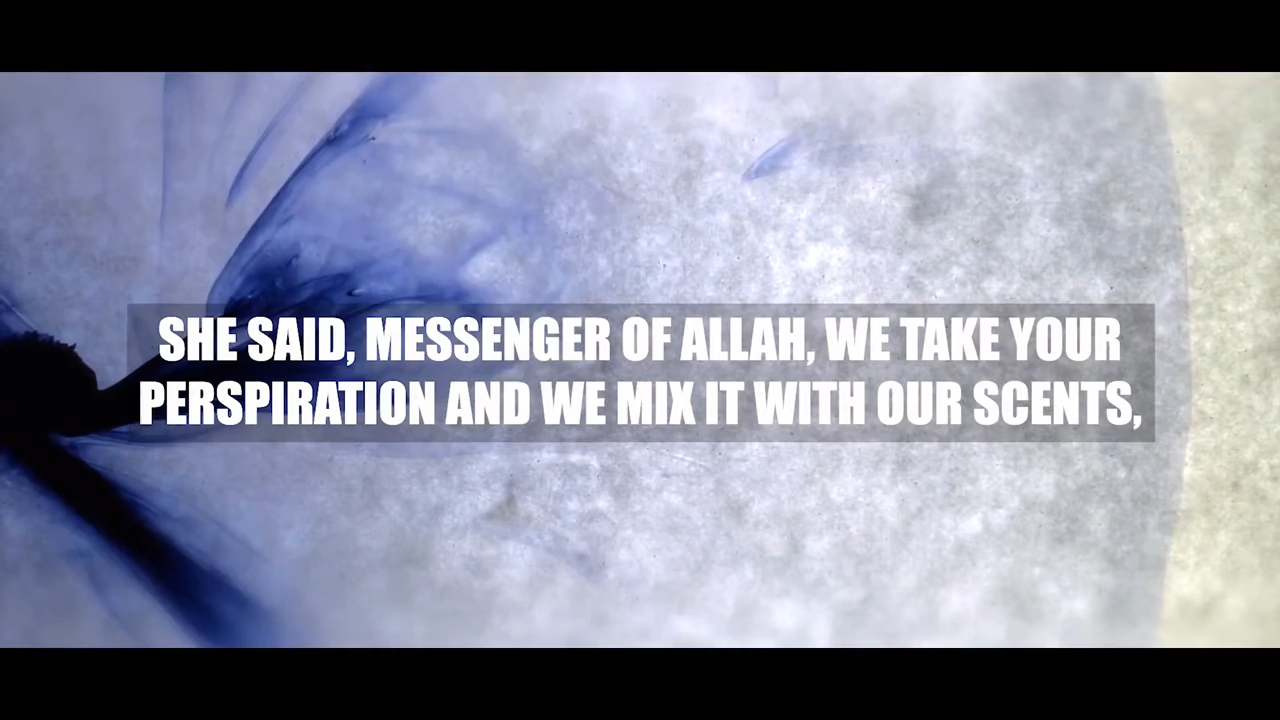 SHE SAID, MESSENGER OF ALLAH, WE TAKE YOUR
PERSPIRATION AND WE MIX IT WITH OUR SCENTS,